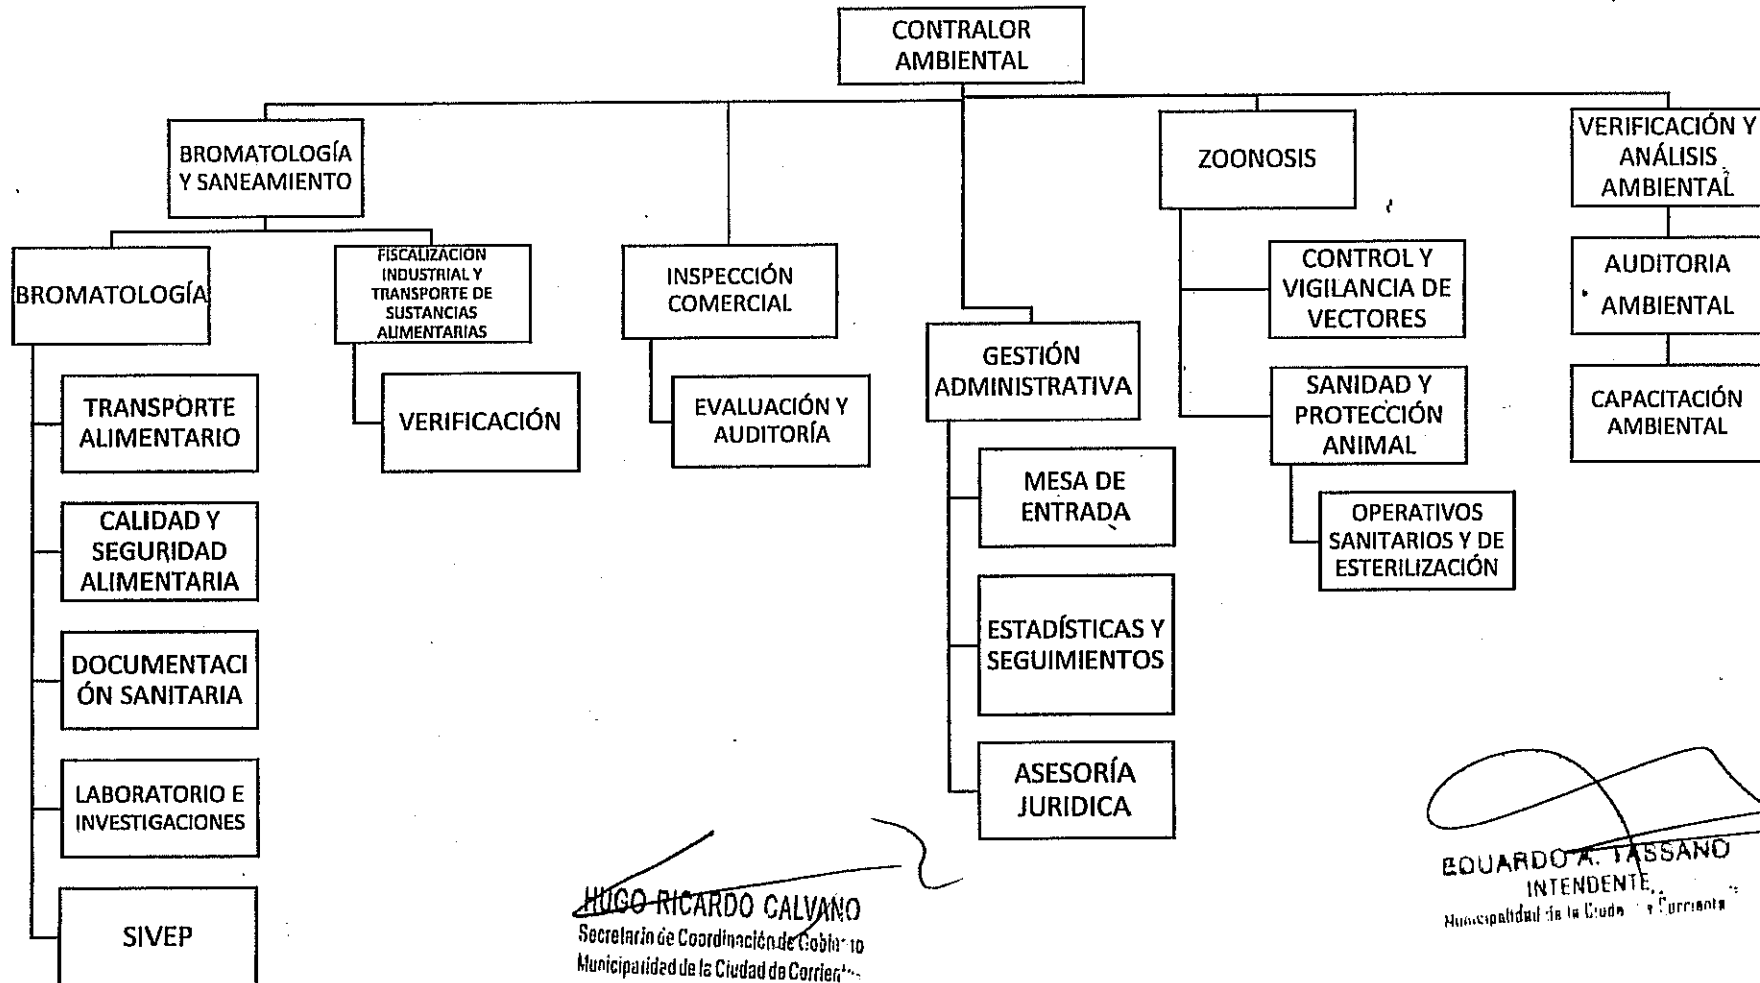 CONTRALOR
AMBIENTAL
BROMATOLOGÍA
Y SANEAMIENTO
ZOONOSIS
VERIFICACIÓN Y
ANÁLISIS
AMBIENTAL
BROMATOLOGÍA
FISCALIZACIÓN
INDUSTRIAL Y
TRANSPORTE DE
SUSTANCIAS
ALIMENTARIAS
INSPECCIÓN
COMERCIAL
GESTIÓN
ADMINISTRATIVA
CONTROL Y
VIGILANCIA DE
VECTORES
AUDITORIA
AMBIENTAL
TRANSPORTE
ALIMENTARIO
VERIFICACIÓN
EVALUACIÓN Y
AUDITORÍA
SANIDAD Y
PROTECCIÓN
ANIMAL
CAPACITACIÓN
AMBIENTAL
CALIDAD Y
SEGURIDAD
ALIMENTARIA
MESA DE
ENTRADA
OPERATIVOS
SANITARIOS Y DE
ESTERILIZACIÓN
DOCUMENTACI
ÓN SANITARIA
ESTADÍSTICAS Y
SEGUIMIENTOS
LABORATORIO E
INVESTIGACIONES
ASESORÍA
JURIDICA
SIVEP
HUGO RICARDO CALVANO
Secretario de Coordinación de
Municipalidad de la Ciudad de
EDUARDO A. TASSANO
INTENDENTE
Municipalidad de la